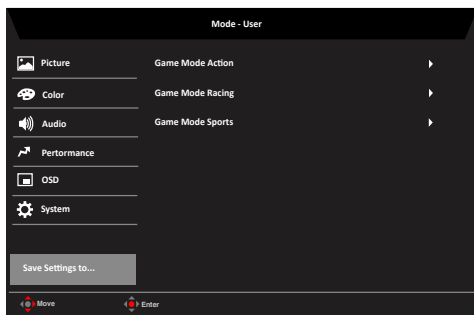 Mode - User
Picture
Color
Audio
Pertormance
OSD
System
Save Settings to...
Game Mode Action
Game Mode Racing
Game Mode Sports
Move
Enter